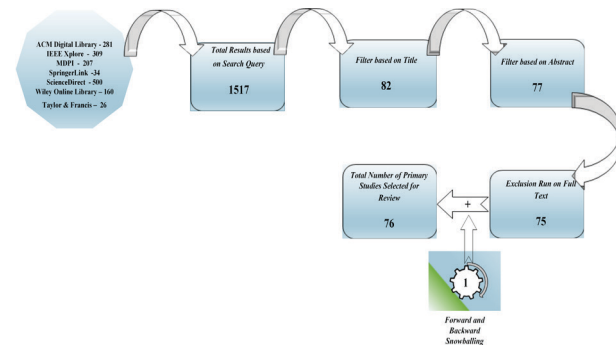 ACM Digital Library - 281
IEEE Xplore - 309
MDPI - 207
SpringerLink -34
ScienceDirect - 500
Wiley Online Library – 160
Taylor & Francis – 26
Total Results based
on Search Query
1517
Filter based on Title
82
Filter based on Abstract
77
Exclusion Run on Full
Text
75
+
Total Number of Primary
Studies Selected for
Review
76
1
Forward and
Backward
Snowballing